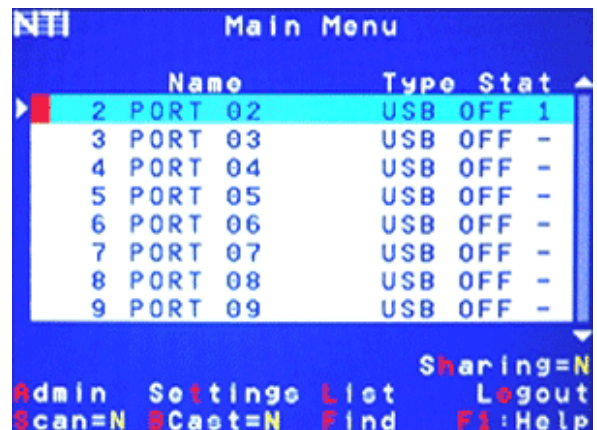 NTI Main Menu
Name Type Stat
2 PORT 02 USB OFF 1
3 PORT 03 USB OFF -
4 PORT 04 USB OFF -
5 PORT 05 USB OFF -
6 PORT 06 USB OFF -
7 PORT 07 USB OFF -
8 PORT 08 USB OFF -
9 PORT 09 USB OFF -
Sharing=N
Admin Settings List Logout
Scan=N BCast=N Find F1:Help